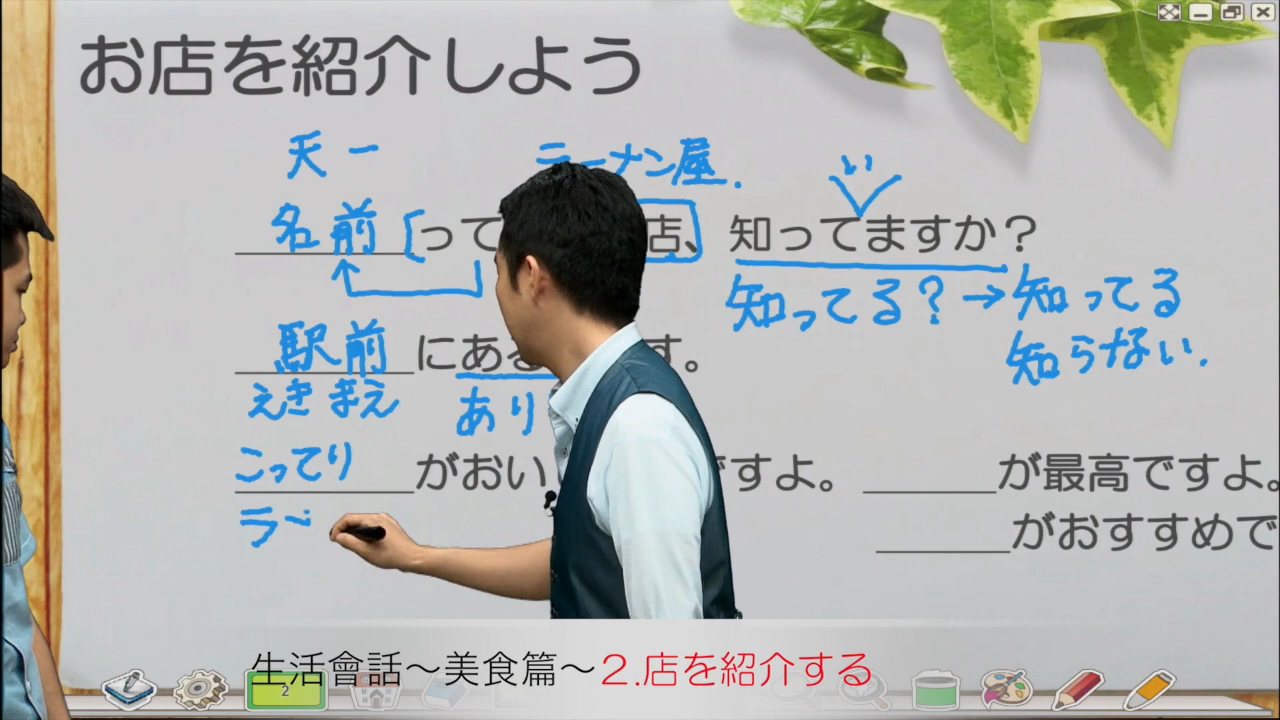 お店を紹介しよう
天一 ラーメン屋.
い
名前 って 店、知ってますか？
知ってる？→知ってる
知らない.
駅前 にある す。
えきまえ あり
こってり がおい ですよ。 が最高ですよ。
ラー がおすすめで
生活會話～美食篇～２.店を紹介する
2